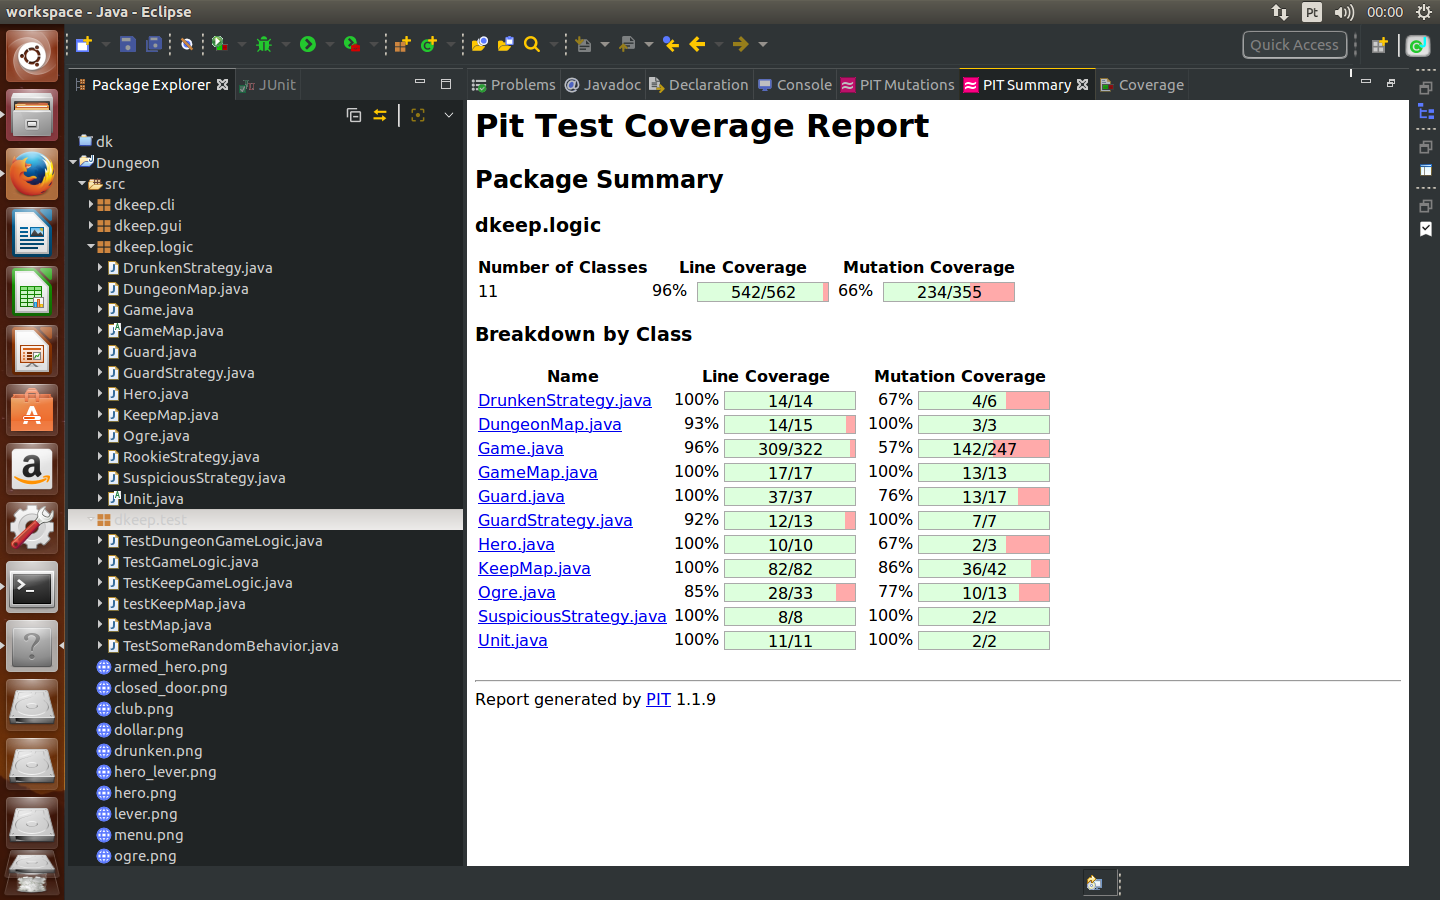 workspace - Java - Eclipse
Pt
00:00
Quick Access
Package Explorer
JUnit
Problems
Javadoc
Declaration
Console
PIT Mutations
PIT Summary
Coverage
dk
Dungeon
src
dkeep.cli
dkeep.gui
dkeep.logic
DrunkenStrategy.java
DungeonMap.java
Game.java
GameMap.java
Guard.java
GuardStrategy.java
Hero.java
KeepMap.java
Ogre.java
RookieStrategy.java
SuspiciousStrategy.java
Unit.java
dkeep.test
TestDungeonGameLogic.java
TestGameLogic.java
TestKeepGameLogic.java
testKeepMap.java
testMap.java
TestSomeRandomBehavior.java
armed_hero.png
closed_door.png
club.png
dollar.png
drunken.png
hero_lever.png
hero.png
lever.png
menu.png
ogre.png
Pit Test Coverage Report
Package Summary
dkeep.logic
Number of Classes Line Coverage Mutation Coverage
11 96% 542/562 66% 234/355
Breakdown by Class
Name Line Coverage Mutation Coverage
DrunkenStrategy.java 100% 14/14 67% 4/6
DungeonMap.java 93% 14/15 100% 3/3
Game.java 96% 309/322 57% 142/247
GameMap.java 100% 17/17 100% 13/13
Guard.java 100% 37/37 76% 13/17
GuardStrategy.java 92% 12/13 100% 7/7
Hero.java 100% 10/10 67% 2/3
KeepMap.java 100% 82/82 86% 36/42
Ogre.java 85% 28/33 77% 10/13
SuspiciousStrategy.java 100% 8/8 100% 2/2
Unit.java 100% 11/11 100% 2/2
Report generated by PIT 1.1.9